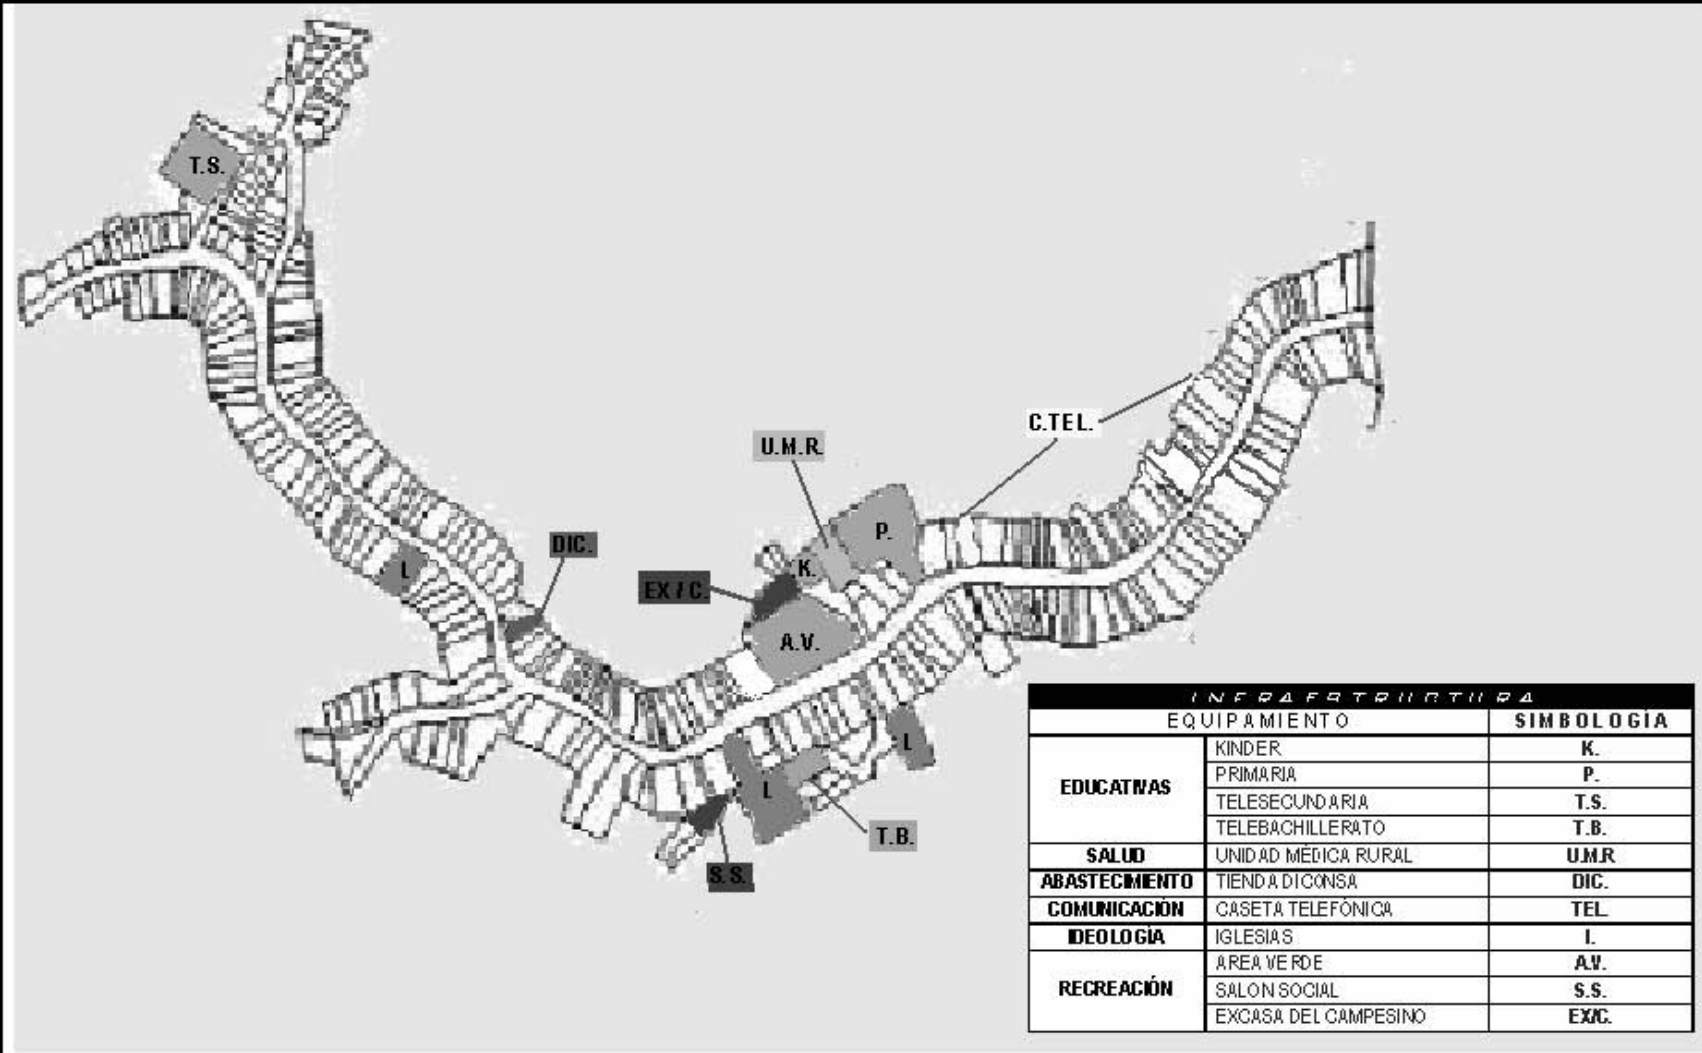 T.S.
C.TEL.
U.M.R.
P.
DIC.
K.
EX / C.
I.
A.V.
I.
I.
T.B.
S.S.
INFRAESTRUCTURA
EQUIPAMIENTO SIMBOLOGÍA
EDUCATIVAS KINDER K.
PRIMARIA P.
TELESECUNDARIA T.S.
TELEBACHILLERATO T.B.
SALUD UNIDAD MÉDICA RURAL U.M.R
ABASTECIMIENTO TIENDA DICONSA DIC.
COMUNICACIÓN CASETA TELEFÓNICA TEL
IDEOLOGÍA IGLESIAS I.
RECREACIÓN AREA VERDE A.V.
SALON SOCIAL S.S.
EXCASA DEL CAMPESINO EX/C.